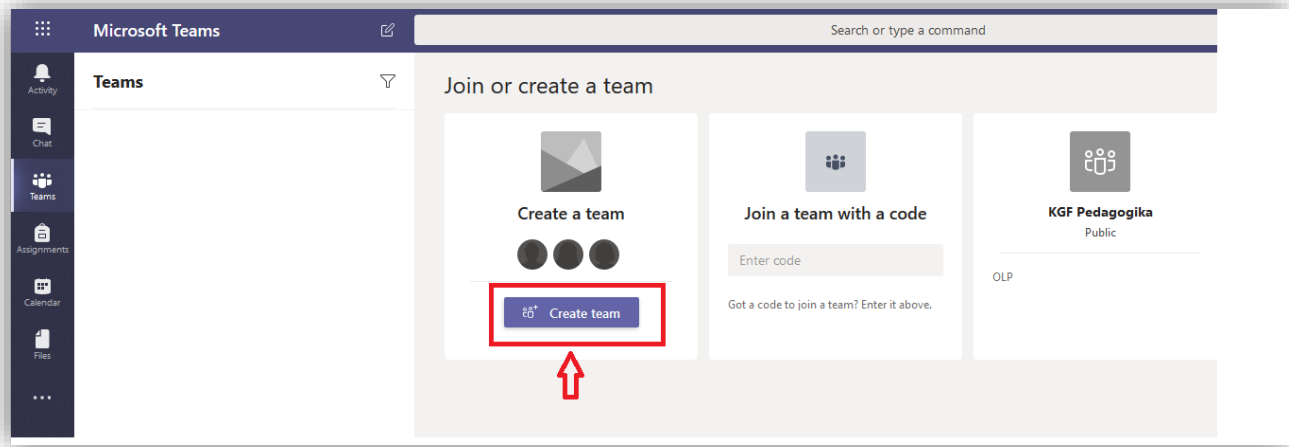 Microsoft Teams
Search or type a command
Activity
Chat
Teams
Assignments
Calendar
Files
Teams
Join or create a team
Create a team
Create team
Join a team with a code
Enter code
Got a code to join a team? Enter it above.
KGF Pedagogika
Public
OLP